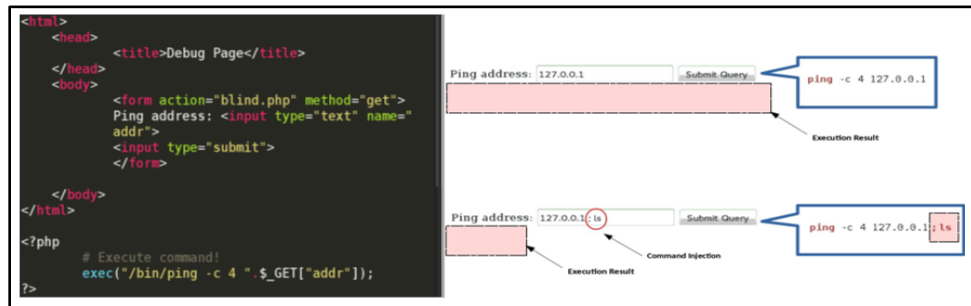 <html>
<head>
<title>Debug Page</title>
</head>
<body>
<form action="blind.php" method="get">
Ping address: <input type="text" name="
addr">
<input type="submit">
</form>
</body>
</html>
<?php
# Execute command!
exec("/bin/ping -c 4 ".$_GET["addr"]);
?>
Ping address: 127.0.0.1 Submit Query
ping -c 4 127.0.0.1
Execution Result
Ping address: 127.0.0.1; ls Submit Query
ping -c 4 127.0.0.1; ls
Command Injection
Execution Result